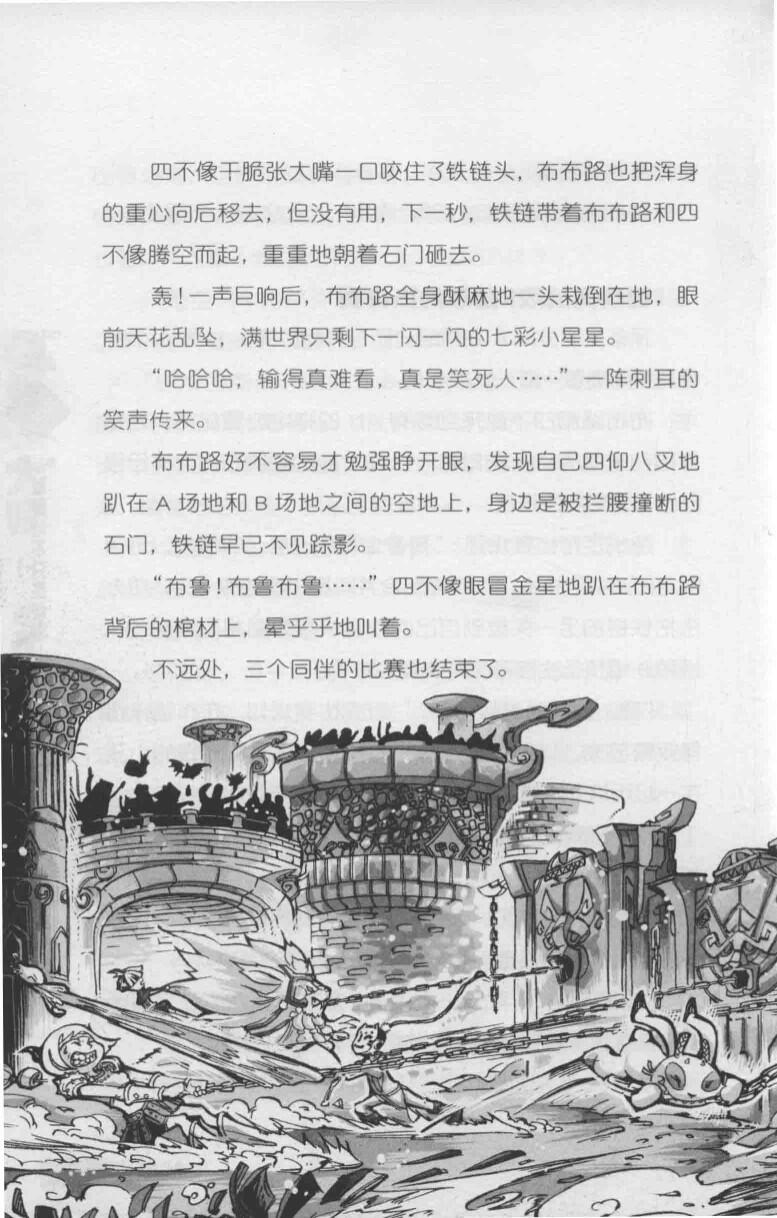 四不像干脆张大嘴一口咬住了铁链头，布布路也把浑身
的重心向后移去，但没有用，下一秒，铁链带着布布路和四
不像腾空而起，重重地朝着石门砸去。
轰！一声巨响后，布布路全身酥麻地一头栽倒在地，眼
前天花乱坠，满世界只剩下一闪一闪的七彩小星星。
“哈哈哈，输得真难看，真是笑死人……”一阵刺耳的
笑声传来。
布布路好不容易才勉强睁开眼，发现自己四仰八叉地
趴在 A 场地和 B 场地之间的空地上，身边是被拦腰撞断的
石门，铁链早已不见踪影。
“布鲁！布鲁布鲁……”四不像眼冒金星地趴在布布路
背后的棺材上，晕乎乎地叫着。
不远处，三个同伴的比赛也结束了。